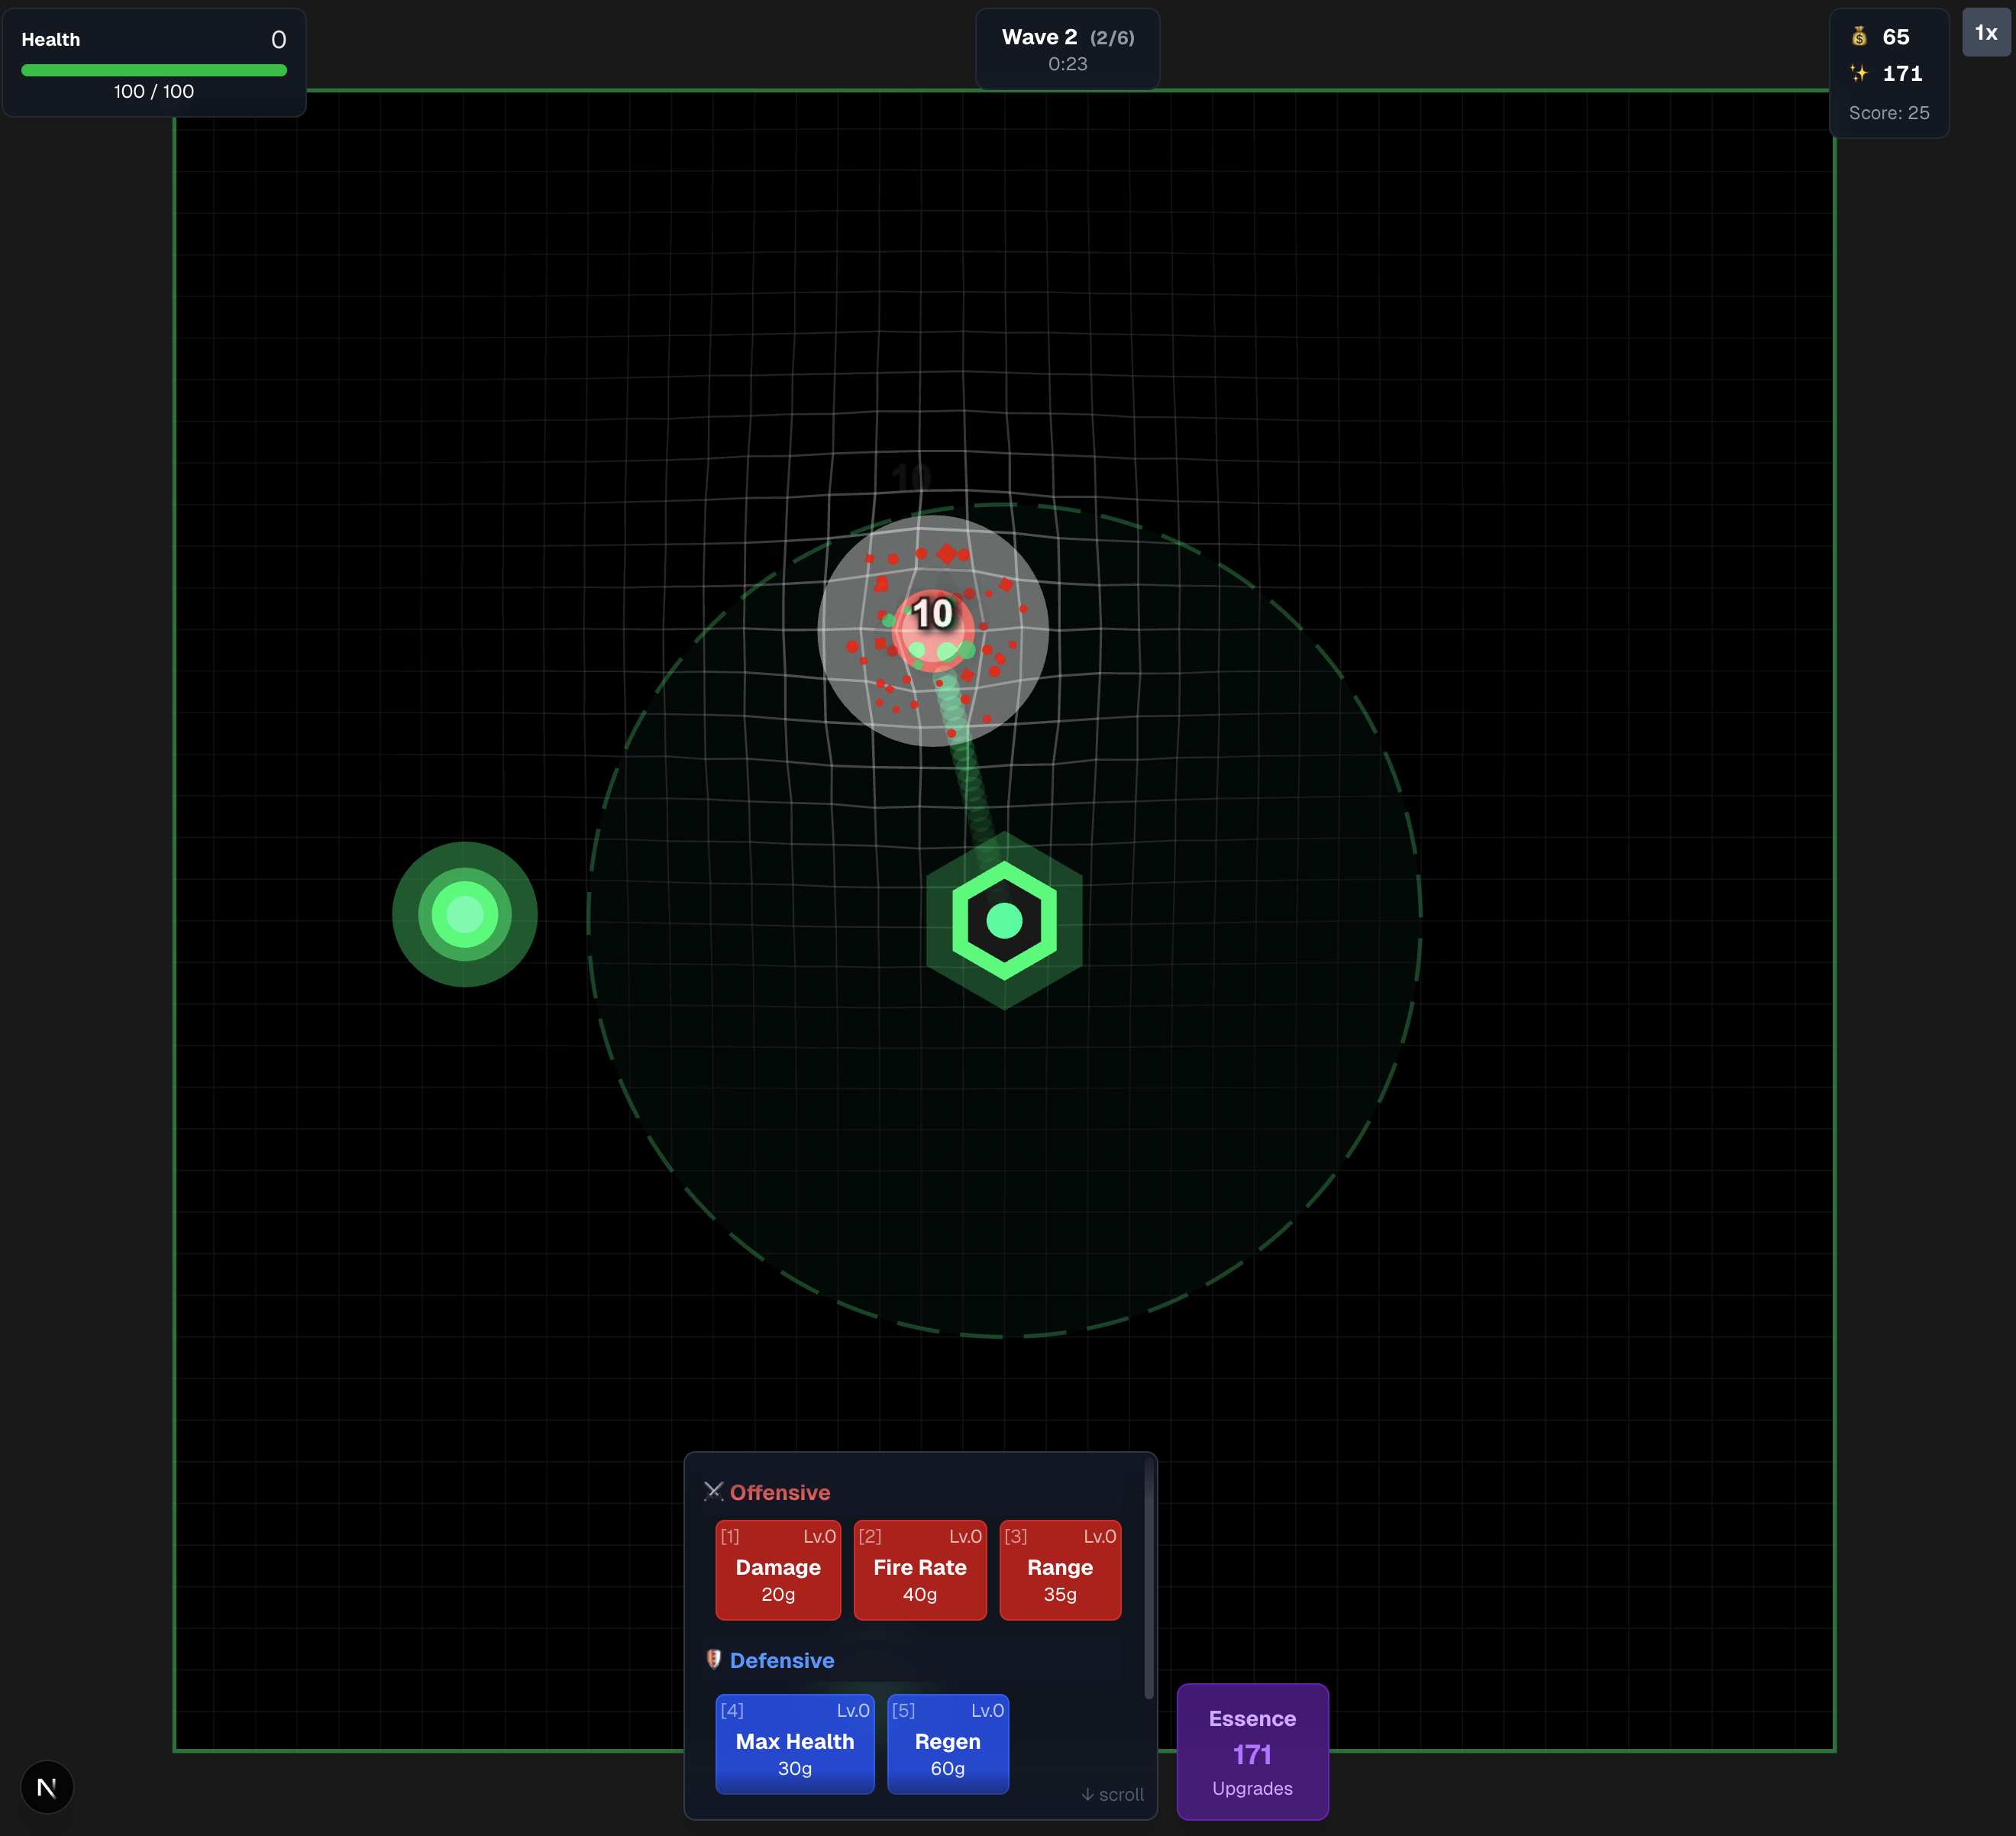 Health 0
100 / 100
Wave 2 (2/6)
0:23
65
171
Score: 25
1x
10
10
Offensive
[1] Lv.0 [2] Lv.0 [3] Lv.0
Damage Fire Rate Range
20g 40g 35g
Defensive
[4] Lv.0 [5] Lv.0
Max Health Regen
30g 60g
↓ scroll
Essence
171
Upgrades
N